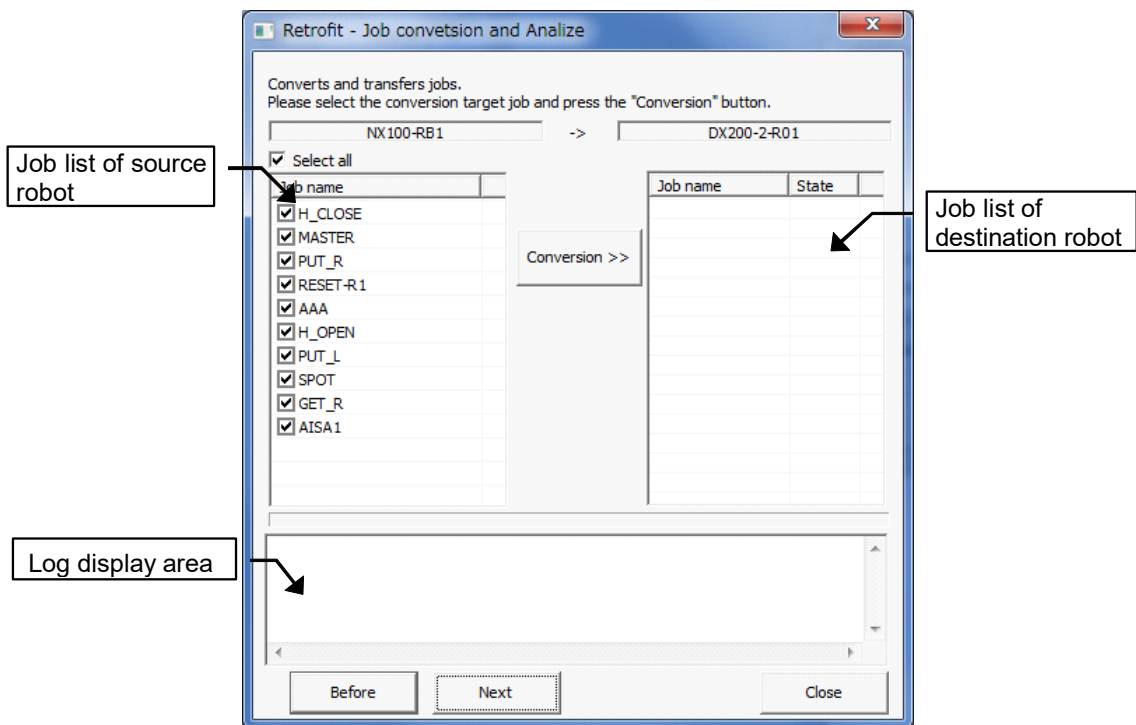 Retrofit - Job convetsion and Analize
Converts and transfers jobs.
Please select the conversion target job and press the "Conversion" button.
NX100-RB1
->
DX200-2-R01
Select all
Job list of source
robot
Job name
H_CLOSE
MASTER
PUT_R
RESET-R1
AAA
H_OPEN
PUT_L
SPOT
GET_R
AISA1
Conversion >>
Job name
State
Job list of
destination robot
Log display area
Before
Next
Close